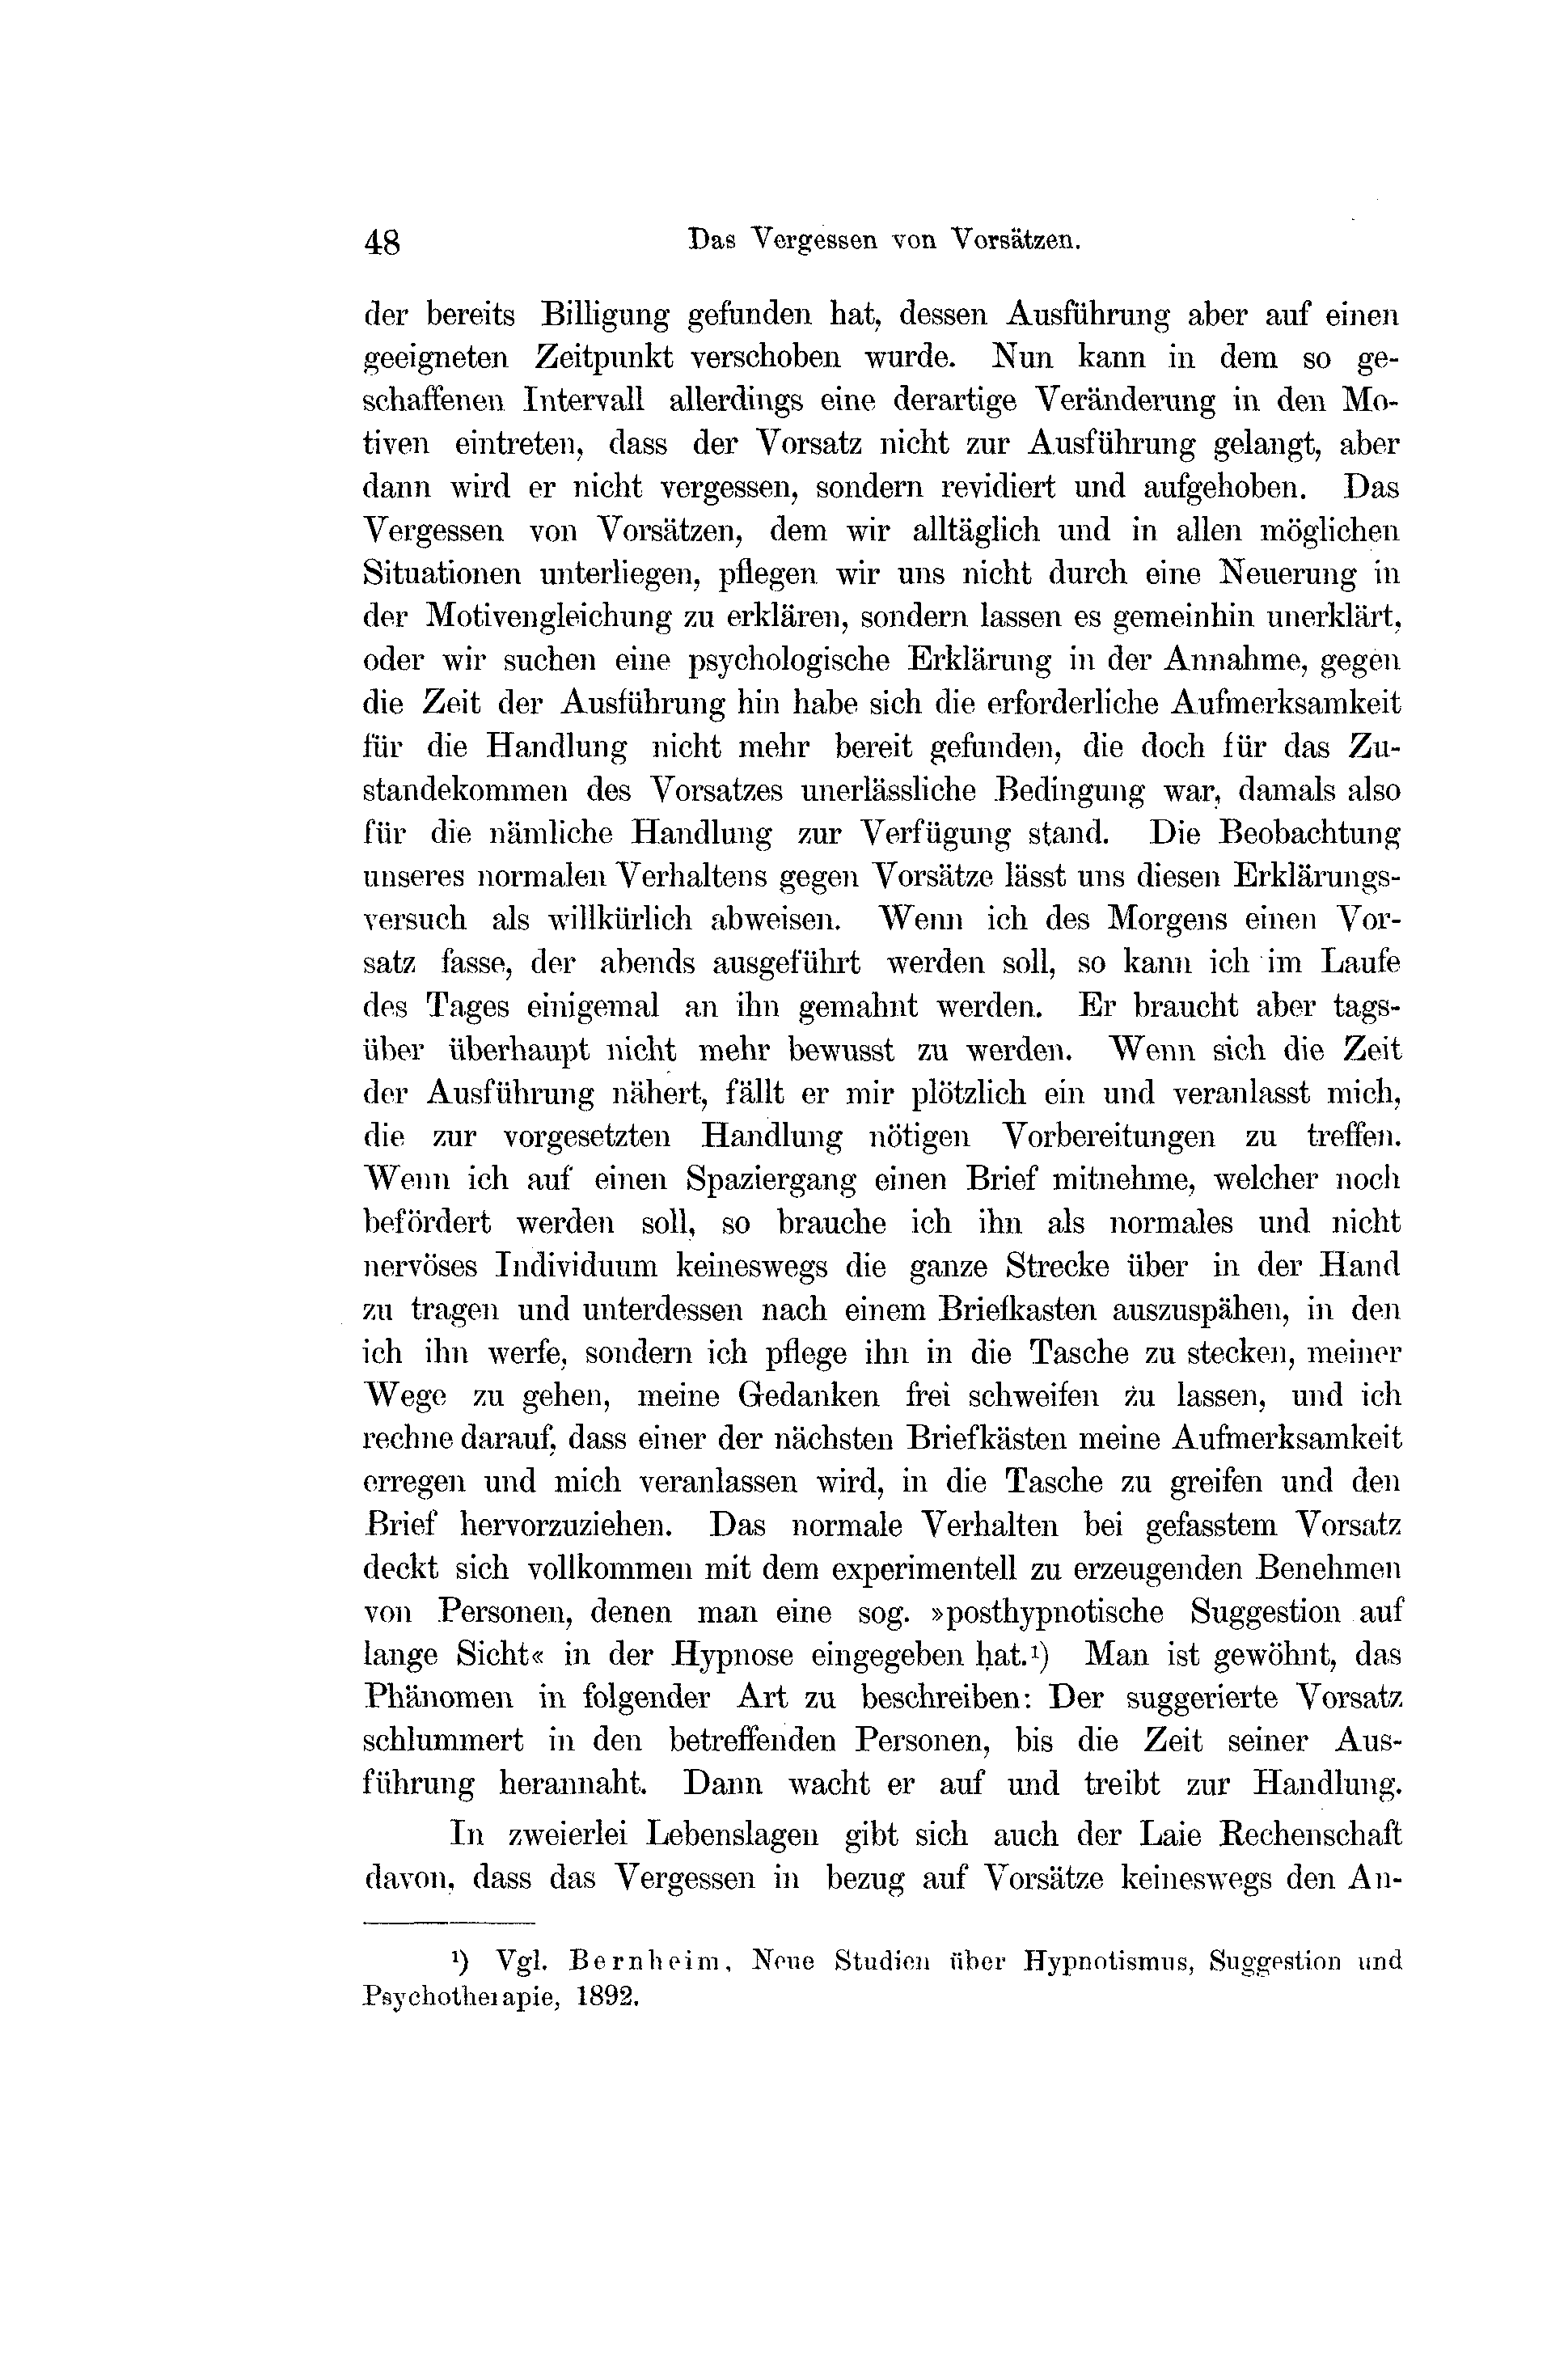 48 Das Vergessen von Vorsätzen.
der bereits Billigung gefunden hat, dessen Ausführung aber auf einen
geeigneten Zeitpunkt verschoben wurde. Nun kann in dem so ge-
schaffenen Intervall allerdings eine derartige Veränderung in den Mo-
tiven eintreten, dass der Vorsatz nicht zur Ausführung gelangt, aber
dann wird er nicht vergessen, sondern revidiert und aufgehoben. Das
Vergessen von Vorsätzen, dem wir alltäglich und in allen möglichen
Situationen unterliegen, pflegen wir uns nicht durch eine Neuerung in
der Motivengleichung zu erklären, sondern lassen es gemeinhin unerklärt,
oder wir suchen eine psychologische Erklärung in der Annahme, gegen
die Zeit der Ausführung hin habe sich die erforderliche Aufmerksamkeit
für die Handlung nicht mehr bereit gefunden, die doch für das Zu-
standekommen des Vorsatzes unerlässliche Bedingung war, damals also
für die nämliche Handlung zur Verfügung stand. Die Beobachtung
unseres normalen Verhaltens gegen Vorsätze lässt uns diesen Erklärungs-
versuch als willkürlich abweisen. Wenn ich des Morgens einen Vor-
satz fasse, der abends ausgeführt werden soll, so kann ich im Laufe
des Tages einigemal an ihn gemahnt werden. Er braucht aber tags-
über überhaupt nicht mehr bewusst zu werden. Wenn sich die Zeit
der Ausführung nähert, fällt er mir plötzlich ein und veranlasst mich,
die zur vorgesetzten Handlung nötigen Vorbereitungen zu treffen.
Wenn ich auf einen Spaziergang einen Brief mitnehme, welcher noch
befördert werden soll, so brauche ich ihn als normales und nicht
nervöses Individuum keineswegs die ganze Strecke über in der Hand
zu tragen und unterdessen nach einem Briefkasten auszuspähen, in den
ich ihn werfe, sondern ich pflege ihn in die Tasche zu stecken, meiner
Wege zu gehen, meine Gedanken frei schweifen zu lassen, und ich
rechne darauf, dass einer der nächsten Briefkästen meine Aufmerksamkeit
erregen und mich veranlassen wird, in die Tasche zu greifen und den
Brief hervorzuziehen. Das normale Verhalten bei gefasstem Vorsatz
deckt sich vollkommen mit dem experimentell zu erzeugenden Benehmen
von Personen, denen man eine sog. »posthypnotische Suggestion auf
lange Sicht« in der Hypnose eingegeben hat.¹) Man ist gewöhnt, das
Phänomen in folgender Art zu beschreiben: Der suggerierte Vorsatz
schlummert in den betreffenden Personen, bis die Zeit seiner Aus-
führung herannaht. Dann wacht er auf und treibt zur Handlung.
In zweierlei Lebenslagen gibt sich auch der Laie Rechenschaft
davon, dass das Vergessen in bezug auf Vorsätze keineswegs den An-
¹) Vgl. Bernheim, Neue Studien über Hypnotismus, Suggestion und
Psychotherapie, 1892.